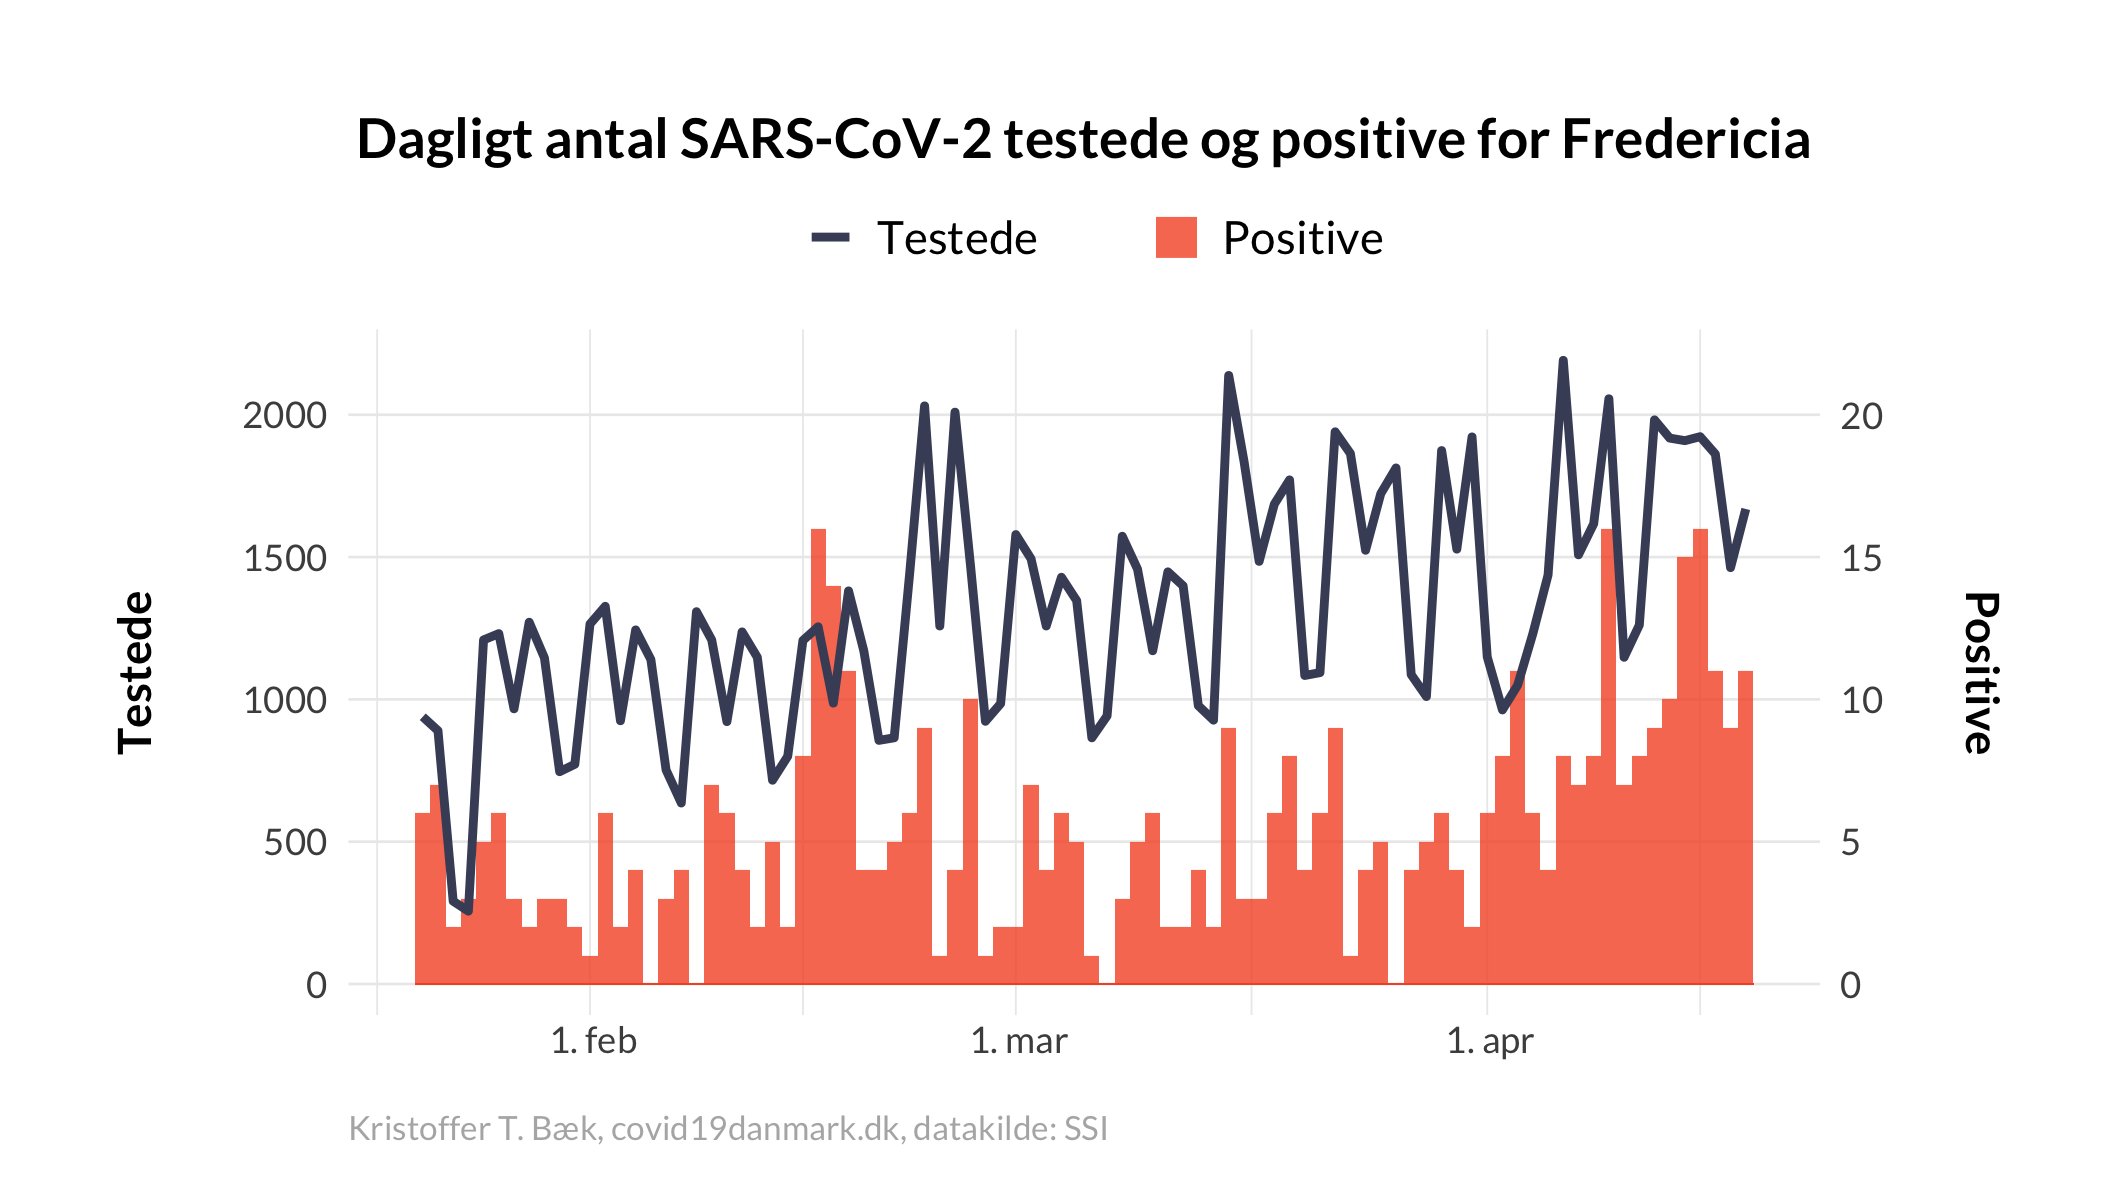 Dagligt antal SARS-CoV-2 testede og positive for Fredericia
Testede
Positive
2000
1500
1000
500
0
Testede
20
15
10
5
0
Positive
1. feb
1. mar
1. apr
Kristoffer T. Bæk, covid19danmark.dk, datakilde: SSI